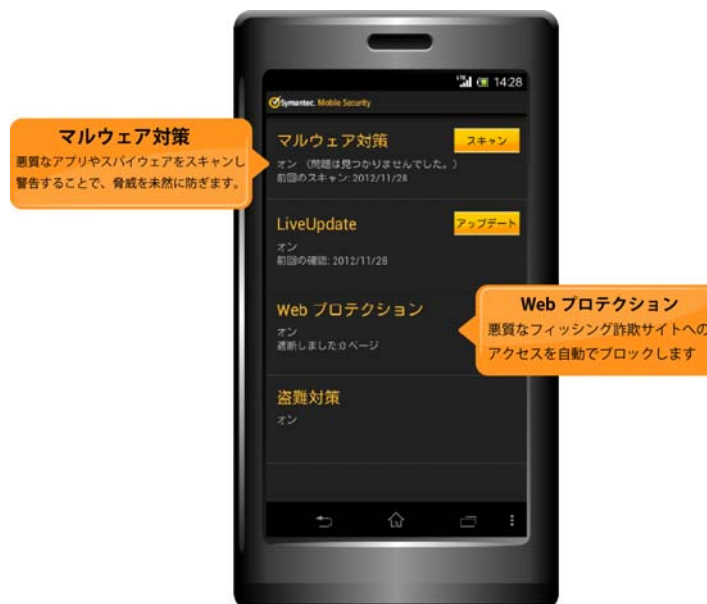 LTE 14:28
Symantec. Mobile Security
マルウェア対策
悪質なアプリやスパイウェアをスキャンし
警告することで、脅威を未然に防ぎます。
マルウェア対策
スキャン
オン (問題は見つかりませんでした。)
前回のスキャン: 2012/11/28
LiveUpdate
アップデート
オン
前回の確認: 2012/11/28
Web プロテクション
オン
遮断しました:0 ページ
Web プロテクション
悪質なフィッシング詐欺サイトへの
アクセスを自動でブロックします
盗難対策
オン